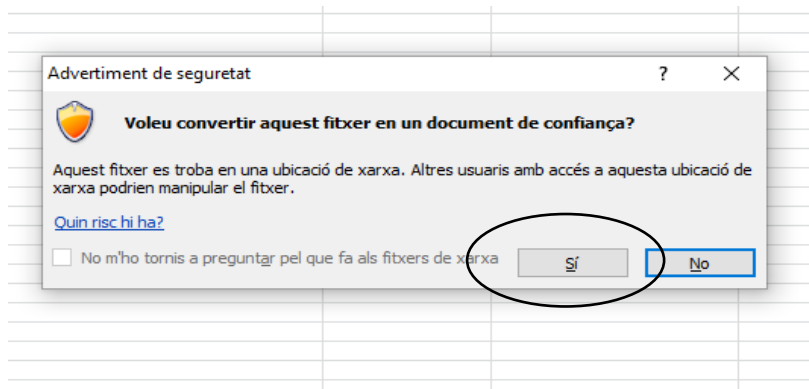 Advertiment de seguretat
Voleu convertir aquest fitxer en un document de confiança?
Aquest fitxer es troba en una ubicació de xarxa. Altres usuaris amb accés a aquesta ubicació de
xarxa podrien manipular el fitxer.
Quin risc hi ha?
No m'ho tornis a preguntar pel que fa als fitxers de xarxa
Sí
No